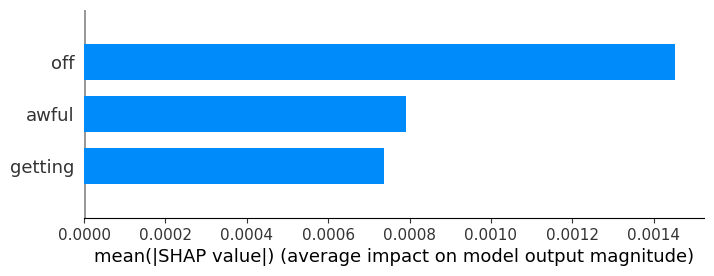 off
awful
getting
0.0000 0.0002 0.0004 0.0006 0.0008 0.0010 0.0012 0.0014
mean(|SHAP value|) (average impact on model output magnitude)